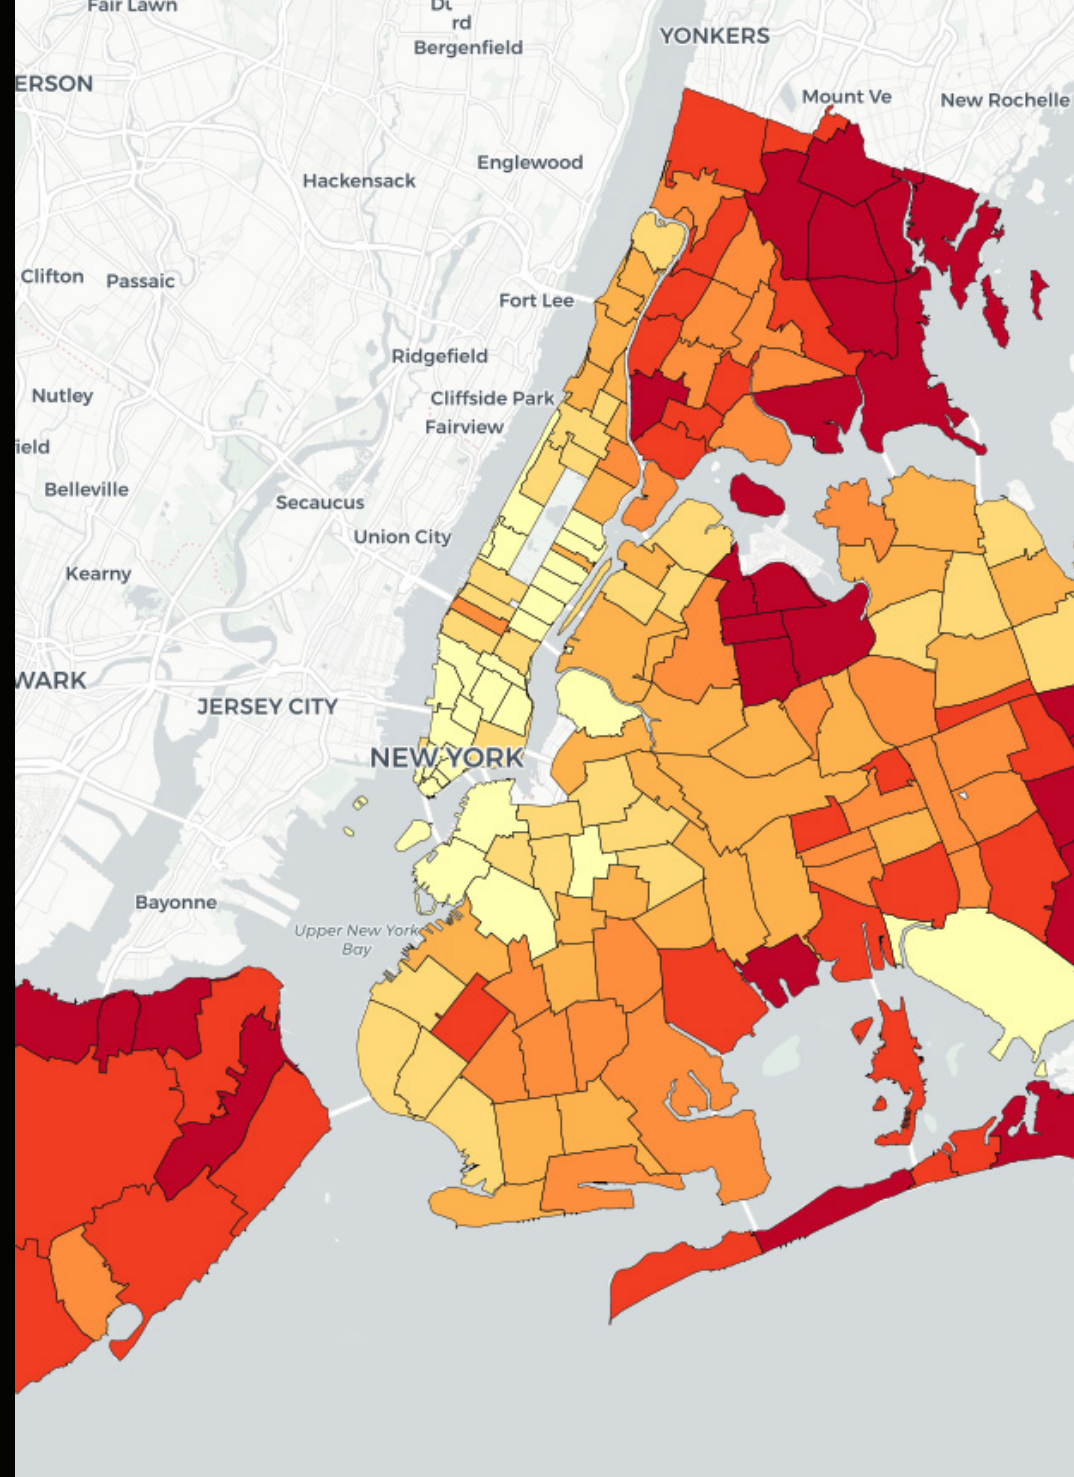 Fair Lawn
rd
Bergenfield
YONKERS
ERSON
Mount Ve
New Rochelle
Englewood
Hackensack
Clifton
Passaic
Fort Lee
Ridgefield
Nutley
Cliffside Park
Fairview
ield
Belleville
Secaucus
Union City
Kearny
WARK
JERSEY CITY
NEW YORK
Bayonne
Upper New York
Bay